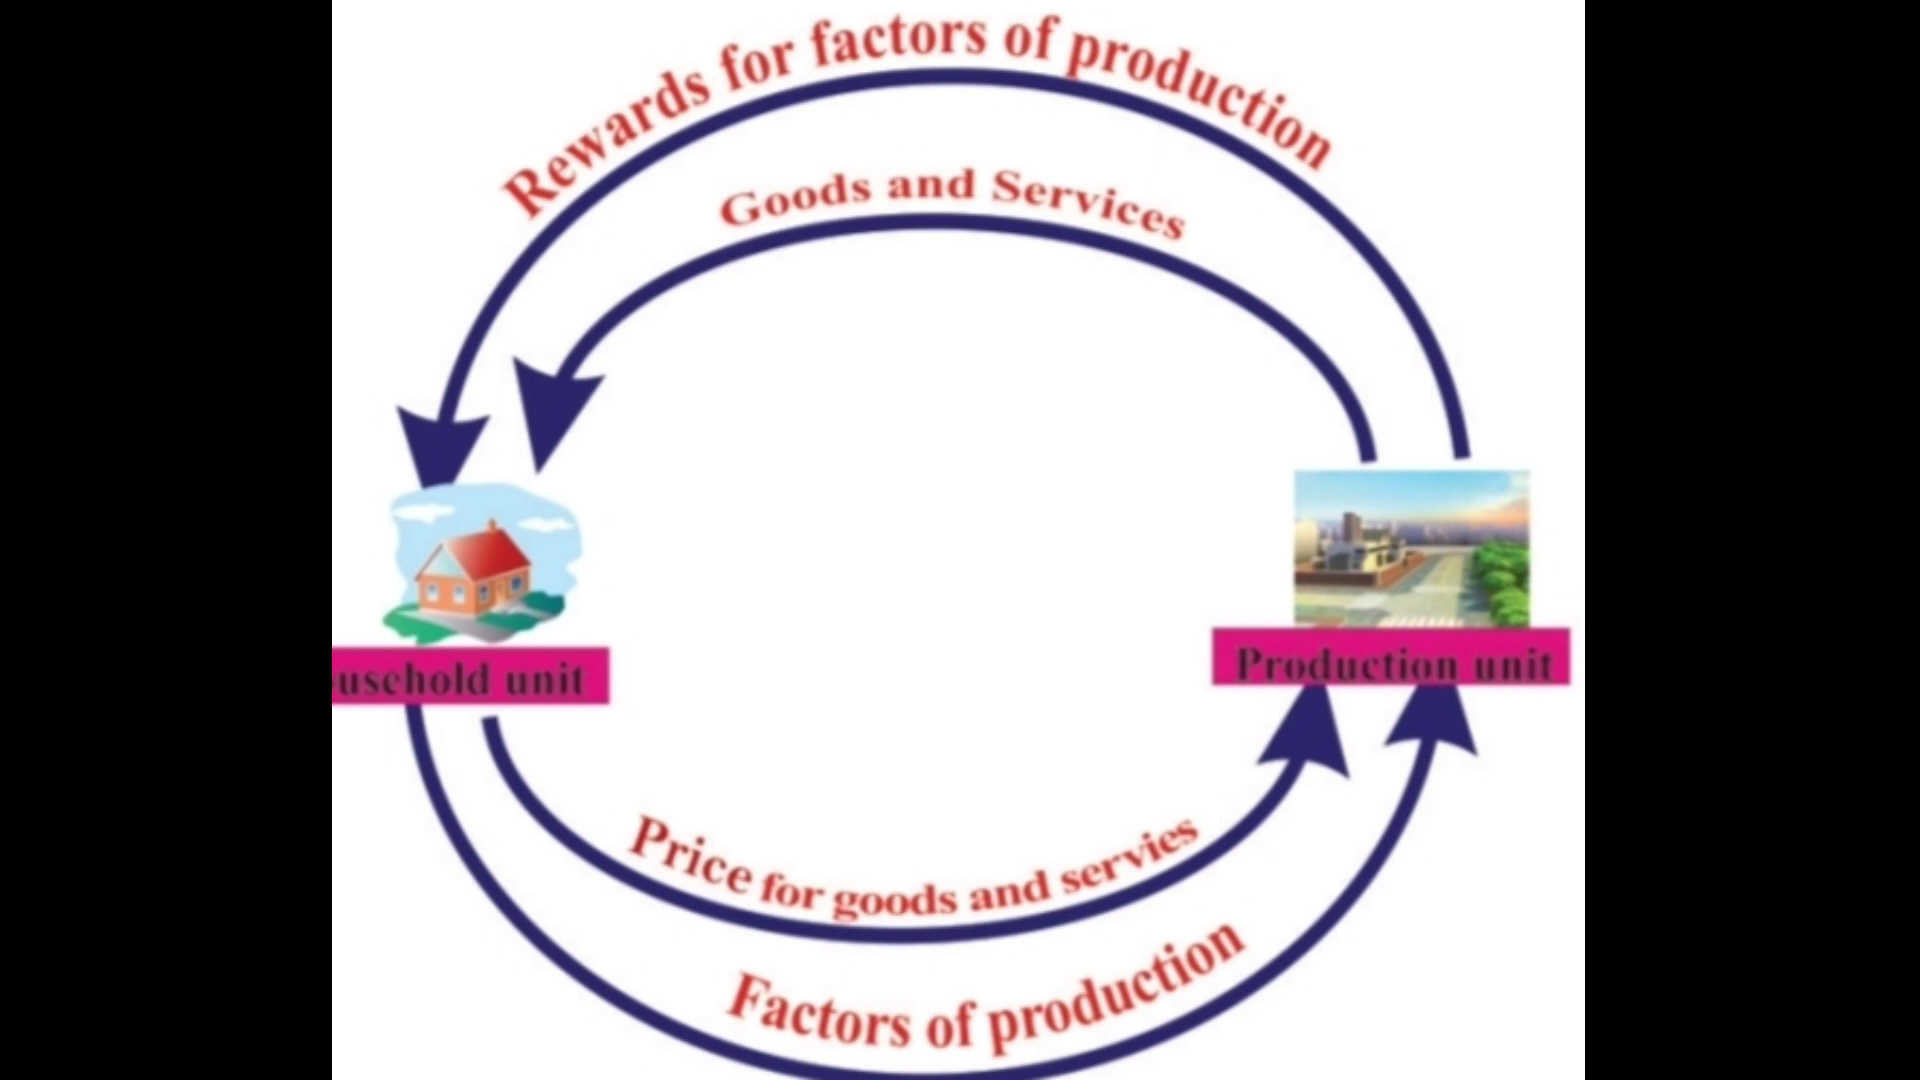 Rewards for factors of production
Goods and Services
usehold unit
Production unit
Price for goods and servies
Factors of production